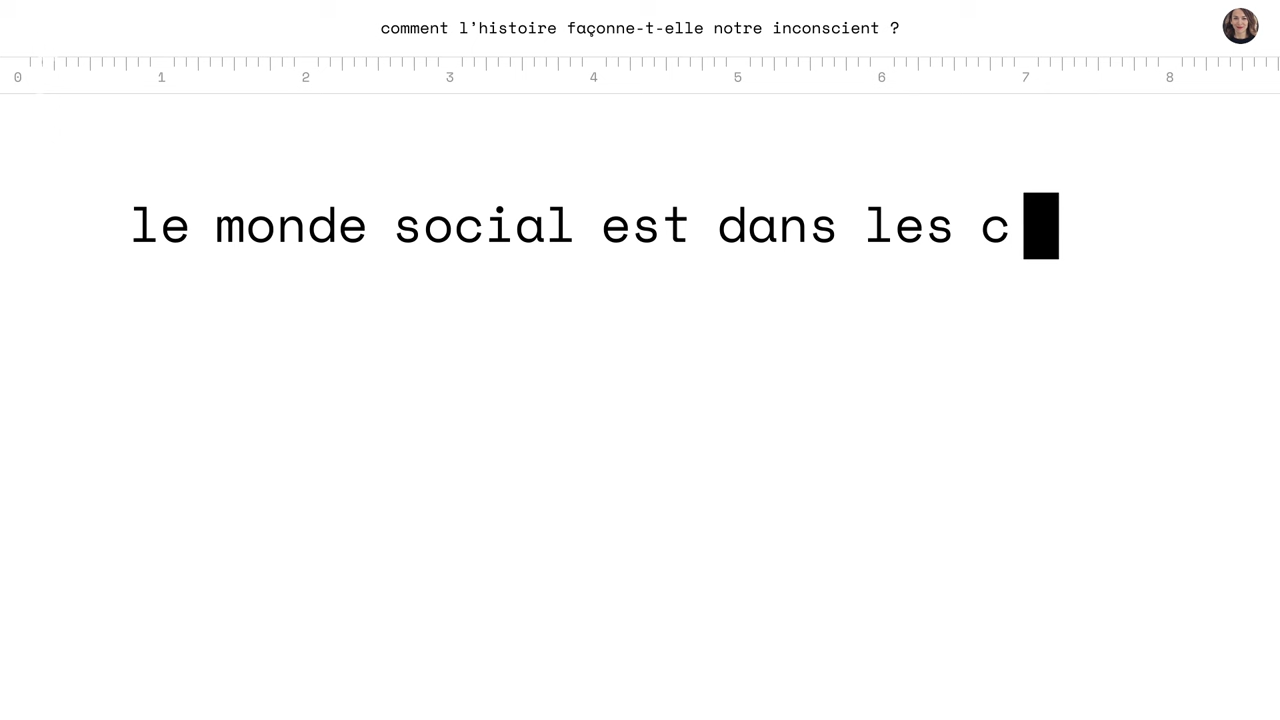 comment l'histoire façonne-t-elle notre inconscient ?
0 1 2 3 4 5 6 7 8
le monde social est dans les c